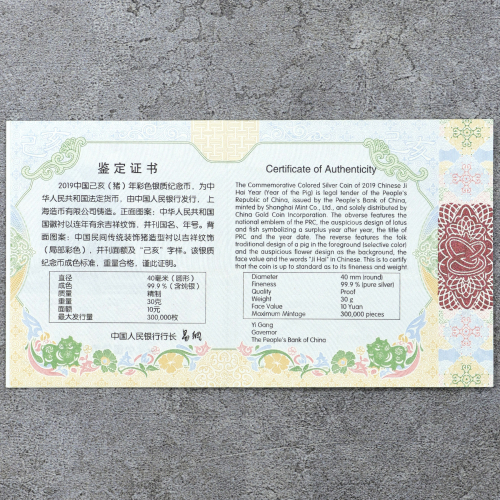 鉴定证书
2019中国己亥（猪）年彩色银质纪念币，为中
华人民共和国法定货币，由中国人民银行发行，上
海造币有限公司铸造。正面图案：中华人民共和国
国徽衬以连年有余吉祥纹饰，并刊国名、年号。背
面图案：中国民间传统装饰猪造型衬以吉祥纹饰
（局部彩色），并刊面额及“己亥”字样。该银质
纪念币成色标准，重量合格，谨此证明。
直径 40毫米（圆形）
成色 99.9％（含纯银）
质量 精制
重量 30克
面额 10元
最大发行量 300,000枚
中国人民银行行长 易纲
Certificate of Authenticity
The Commemorative Colored Silver Coin of 2019 Chinese Ji
Hai Year (Year of the Pig) is legal tender of the People's
Republic of China, issued by the People's Bank of China,
minted by Shanghai Mint Co., Ltd., and solely distributed by
China Gold Coin Incorporation. The obverse features the
national emblem of the PRC, the auspicious design of lotus
and fish symbolizing a surplus year after year, the title of
PRC and the year date. The reverse features the folk
traditional design of a pig in the foreground (selective color)
and the auspicious flower design as the background, the
face value and the words "Ji Hai" in Chinese. This is to certify
that the coin is up to standard as to its fineness and weight.
Diameter 40 mm (round)
Fineness 99.9% (pure silver)
Quality Proof
Weight 30 g
Face Value 10 Yuan
Maximum Mintage 300,000 pieces
Yi Gang
Governor
The People's Bank of China